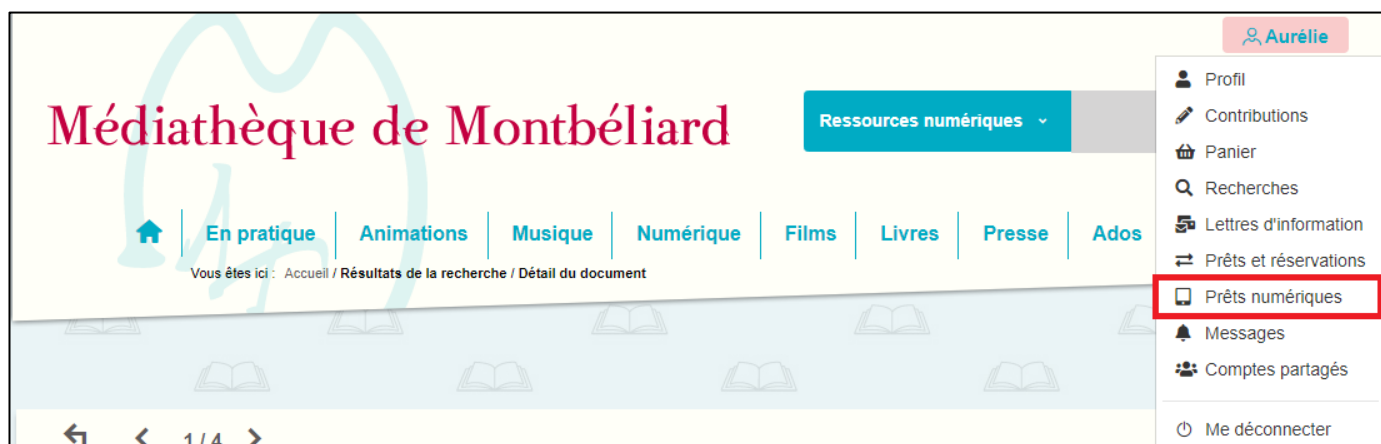 Aurélie
Médiathèque de Montbéliard
Ressources numériques
En pratique
Animations
Musique
Numérique
Films
Livres
Presse
Ados
Vous êtes ici : Accueil / Résultats de la recherche / Détail du document
Profil
Contributions
Panier
Recherches
Lettres d'information
Prêts et réservations
Prêts numériques
Messages
Comptes partagés
Me déconnecter
1 / 4